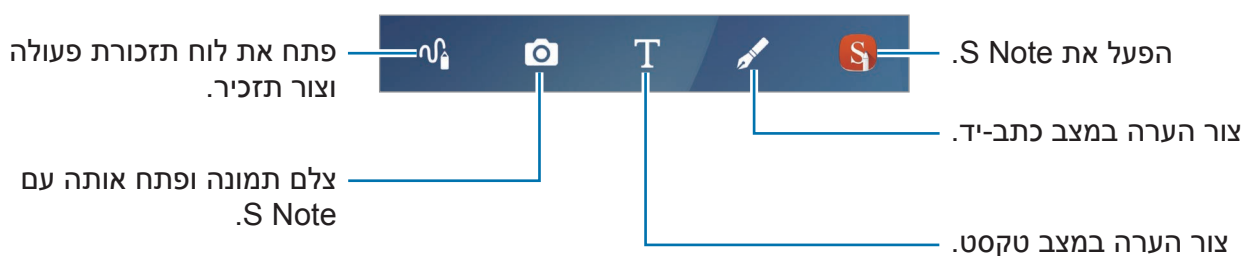 הפעל את S Note.
צור הערה במצב כתב-יד.
צור הערה במצב טקסט.
פתח את לוח תזכורת פעולה
וצור תזכיר.
צלם תמונה ופתח אותה עם
S Note.
T
S